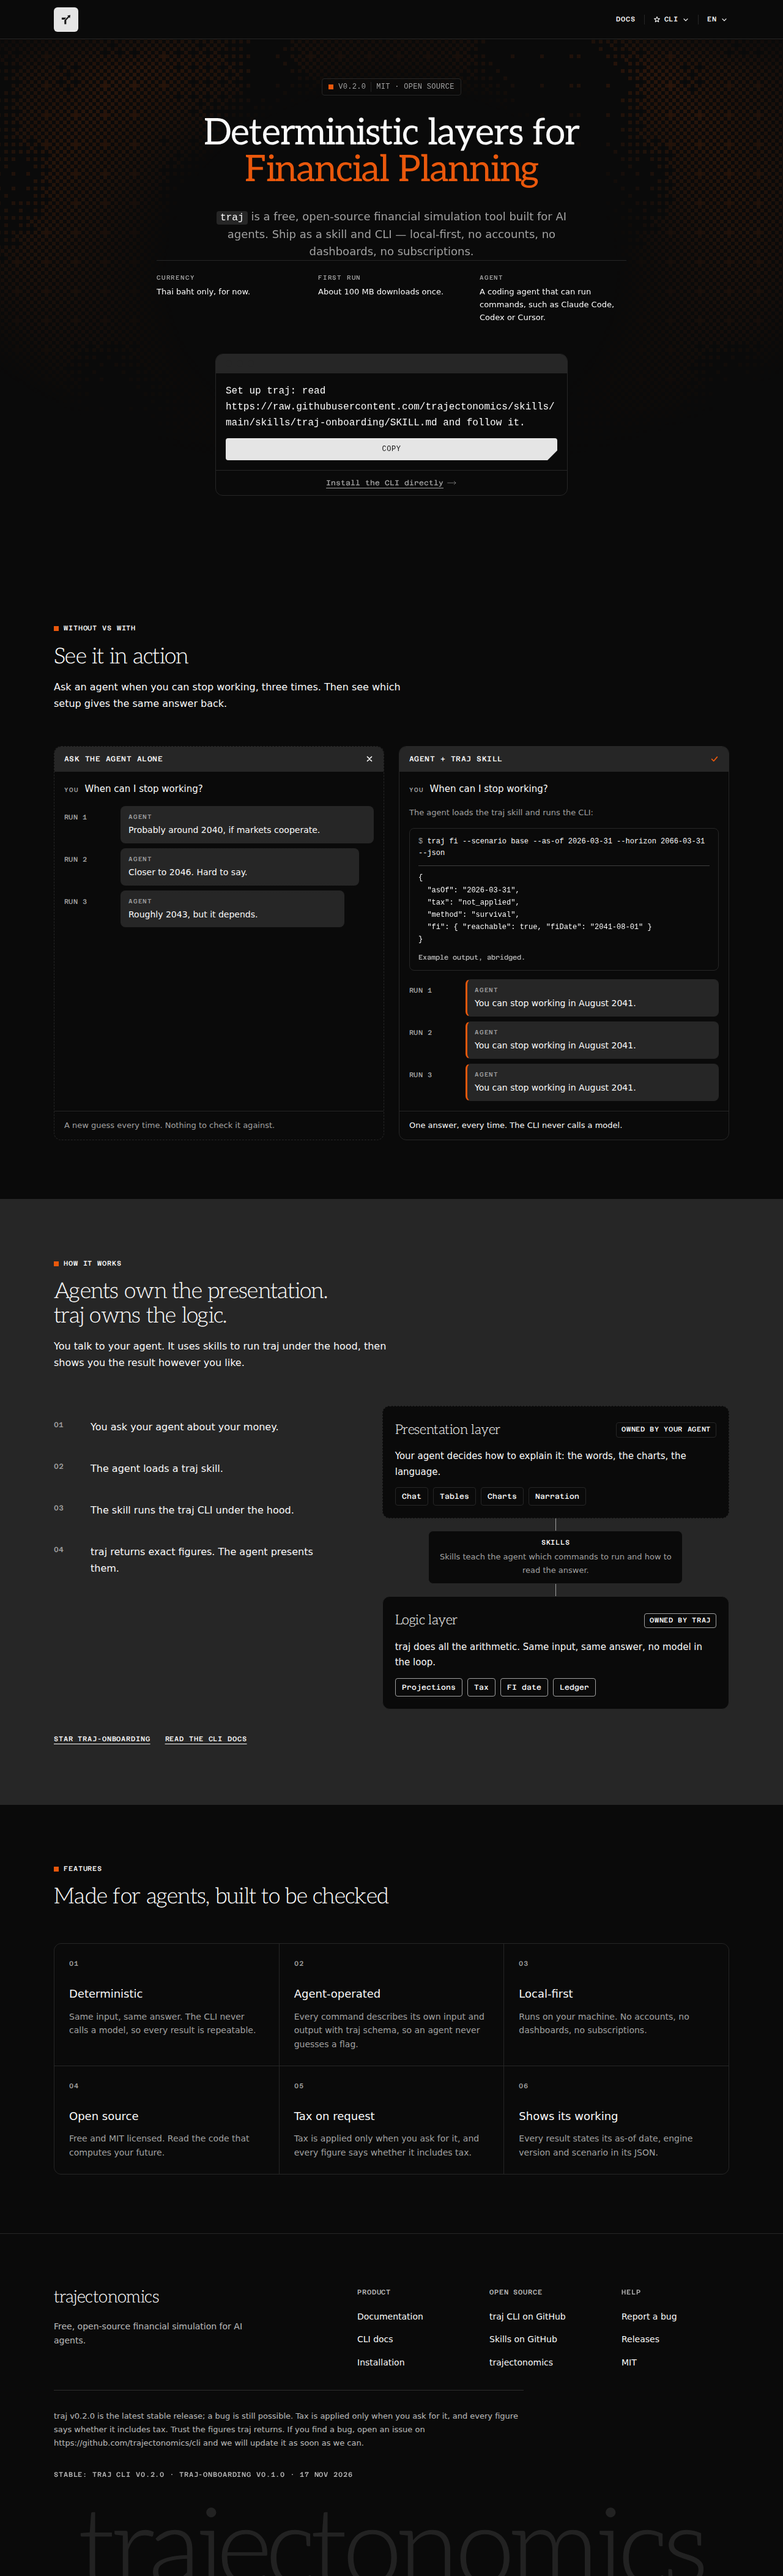 DOCS
CLI
EN
V0.2.0
MIT · OPEN SOURCE
Deterministic layers for
Financial Planning
traj is a free, open-source financial simulation tool built for AI
agents. Ship as a skill and CLI — local-first, no accounts, no
dashboards, no subscriptions.
CURRENCY
Thai baht only, for now.
FIRST RUN
About 100 MB downloads once.
AGENT
A coding agent that can run
commands, such as Claude Code,
Codex or Cursor.
Set up traj: read
https://raw.githubusercontent.com/trajectonomics/skills/
main/skills/traj-onboarding/SKILL.md and follow it.
COPY
Install the CLI directly →
WITHOUT VS WITH
See it in action
Ask an agent when you can stop working, three times. Then see which
setup gives the same answer back.
ASK THE AGENT ALONE
YOU When can I stop working?
RUN 1
AGENT
Probably around 2040, if markets cooperate.
RUN 2
AGENT
Closer to 2046. Hard to say.
RUN 3
AGENT
Roughly 2043, but it depends.
A new guess every time. Nothing to check it against.
AGENT + TRAJ SKILL
YOU When can I stop working?
The agent loads the traj skill and runs the CLI:
$ traj fi --scenario base --as-of 2026-03-31 --horizon 2066-03-31
--json
{
"asOf": "2026-03-31",
"tax": "not_applied",
"method": "survival",
"fi": { "reachable": true, "fiDate": "2041-08-01" }
}
Example output, abridged.
RUN 1
AGENT
You can stop working in August 2041.
RUN 2
AGENT
You can stop working in August 2041.
RUN 3
AGENT
You can stop working in August 2041.
One answer, every time. The CLI never calls a model.
HOW IT WORKS
Agents own the presentation.
traj owns the logic.
You talk to your agent. It uses skills to run traj under the hood, then
shows you the result however you like.
01 You ask your agent about your money.
02 The agent loads a traj skill.
03 The skill runs the traj CLI under the hood.
04 traj returns exact figures. The agent presents
them.
Presentation layer
OWNED BY YOUR AGENT
Your agent decides how to explain it: the words, the charts, the
language.
Chat
Tables
Charts
Narration
SKILLS
Skills teach the agent which commands to run and how to
read the answer.
Logic layer
OWNED BY TRAJ
traj does all the arithmetic. Same input, same answer, no model in
the loop.
Projections
Tax
FI date
Ledger
STAR TRAJ-ONBOARDING
READ THE CLI DOCS
FEATURES
Made for agents, built to be checked
01
Deterministic
Same input, same answer. The CLI never
calls a model, so every result is repeatable.
02
Agent-operated
Every command describes its own input and
output with traj schema, so an agent never
guesses a flag.
03
Local-first
Runs on your machine. No accounts, no
dashboards, no subscriptions.
04
Open source
Free and MIT licensed. Read the code that
computes your future.
05
Tax on request
Tax is applied only when you ask for it, and
every figure says whether it includes tax.
06
Shows its working
Every result states its as-of date, engine
version and scenario in its JSON.
trajectonomics
Free, open-source financial simulation for AI
agents.
PRODUCT
Documentation
CLI docs
Installation
OPEN SOURCE
traj CLI on GitHub
Skills on GitHub
trajectonomics
HELP
Report a bug
Releases
MIT
traj v0.2.0 is the latest stable release; a bug is still possible. Tax is applied only when you ask for it, and every figure
says whether it includes tax. Trust the figures traj returns. If you find a bug, open an issue on
https://github.com/trajectonomics/cli and we will update it as soon as we can.
STABLE: TRAJ CLI V0.2.0 · TRAJ-ONBOARDING V0.1.0 · 17 NOV 2026
trajectonomics